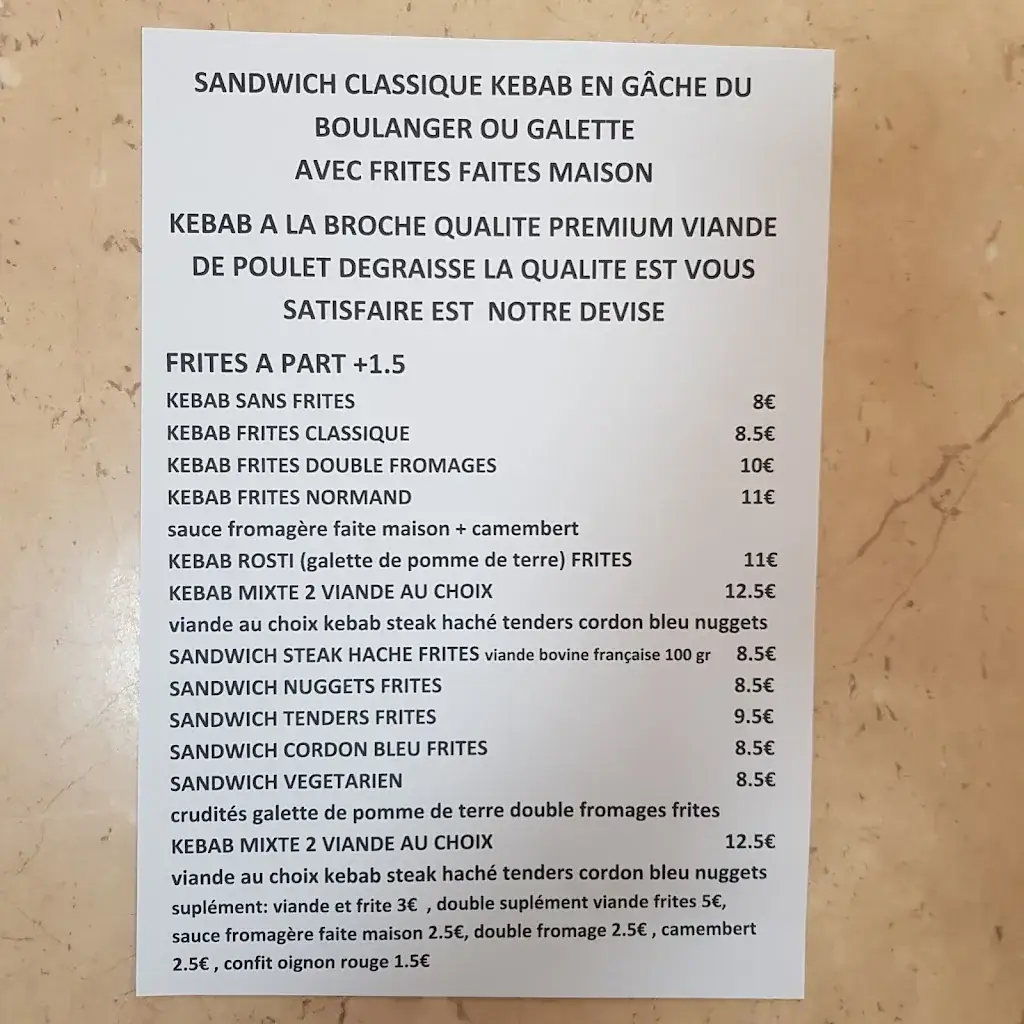 SANDWICH CLASSIQUE KEBAB EN GÂCHE DU
BOULANGER OU GALETTE
AVEC FRITES FAITES MAISON
KEBAB A LA BROCHE QUALITE PREMIUM VIANDE
DE POULET DEGRAISSE LA QUALITE EST VOUS
SATISFAIRE EST NOTRE DEVISE
FRITES A PART +1.5
KEBAB SANS FRITES 8€
KEBAB FRITES CLASSIQUE 8.5€
KEBAB FRITES DOUBLE FROMAGES 10€
KEBAB FRITES NORMAND 11€
sauce fromagère faite maison + camembert
KEBAB ROSTI (galette de pomme de terre) FRITES 11€
KEBAB MIXTE 2 VIANDE AU CHOIX 12.5€
viande au choix kebab steak haché tenders cordon bleu nuggets
SANDWICH STEAK HACHE FRITES viande bovine française 100 gr 8.5€
SANDWICH NUGGETS FRITES 8.5€
SANDWICH TENDERS FRITES 9.5€
SANDWICH CORDON BLEU FRITES 8.5€
SANDWICH VEGETARIEN 8.5€
crudités galette de pomme de terre double fromages frites
KEBAB MIXTE 2 VIANDE AU CHOIX 12.5€
viande au choix kebab steak haché tenders cordon bleu nuggets
suplément: viande et frite 3€ , double suplément viande frites 5€,
sauce fromagère faite maison 2.5€, double fromage 2.5€ , camembert
2.5€ , confit oignon rouge 1.5€